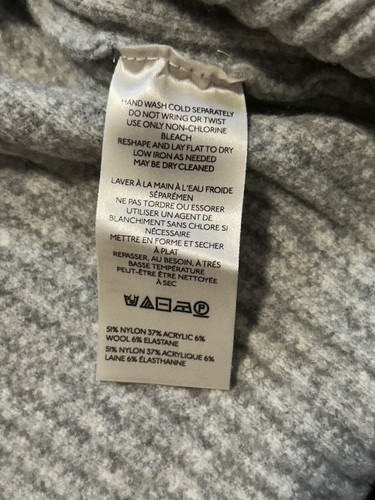 HAND WASH COLD SEPARATELY
DO NOT WRING OR TWIST
USE ONLY NON-CHLORINE
BLEACH
RESHAPE AND LAY FLAT TO DRY
LOW IRON AS NEEDED
MAY BE DRY CLEANED
LAVER À LA MAIN À L'EAU FROIDE
SÉPARÉMEN
NE PAS TORDRE OU ESSORER
UTILISER UN AGENT DE
BLANCHIMENT SANS CHLORE SI
NÉCESSAIRE
METTRE EN FORME ET SECHER
À PLAT
REPASSER, AU BESOIN, À TRÈS
BASSE TEMPÉRATURE
PEUT-ÊTRE ÊTRE NETTOYÉE
À SEC
P
51% NYLON 37% ACRYLIC 6%
WOOL 6% ELASTANE
51% NYLON 37% ACRYLIQUE 6%
LAINE 6% ÉLASTHANNE